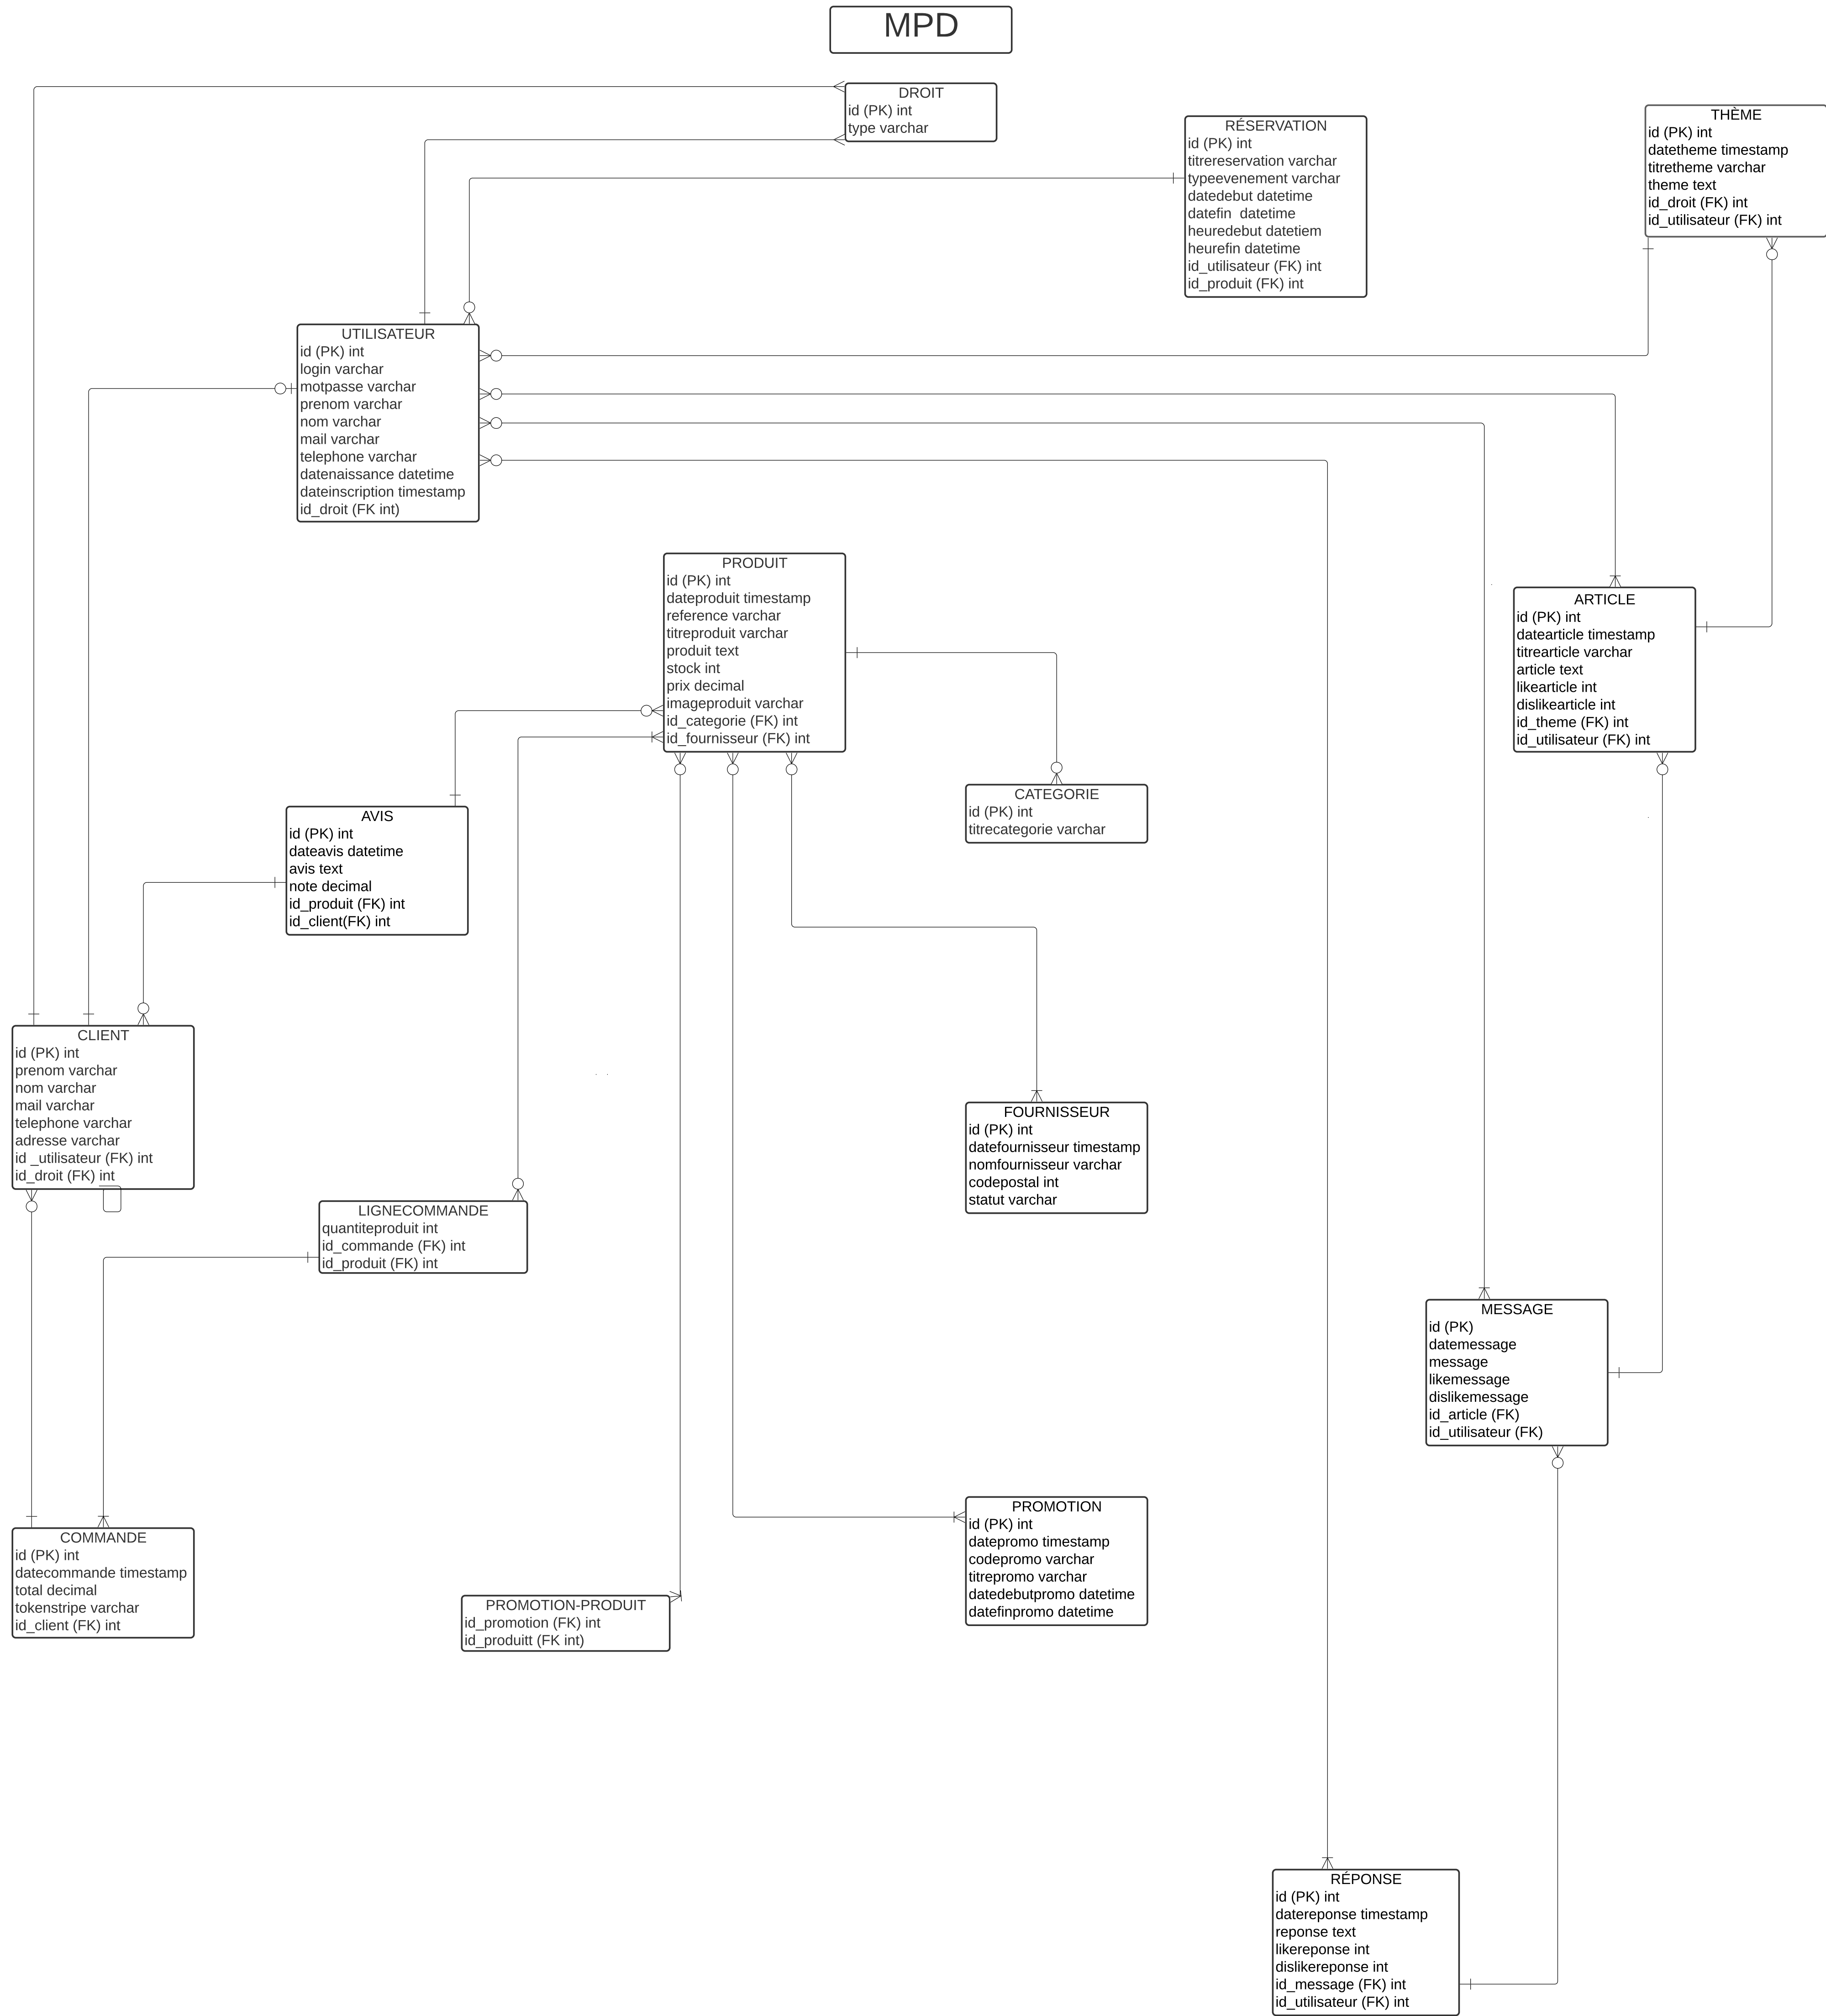 MPD
DROIT
id (PK) int
type varchar
RÉSERVATION
id (PK) int
titrereservation varchar
typeevenement varchar
datedebut datetime
datefin  datetime
heuredebut datetiem
heurefin datetime
id_utilisateur (FK) int
id_produit (FK) int
THÈME
id (PK) int
datetheme timestamp
titretheme varchar
theme text
id_droit (FK) int
id_utilisateur (FK) int
UTILISATEUR
id (PK) int
login varchar
motpasse varchar
prenom varchar
nom varchar
mail varchar
telephone varchar
datenaissance datetime
dateinscription timestamp
id_droit (FK int)
PRODUIT
id (PK) int
dateproduit timestamp
reference varchar
titreproduit varchar
produit text
stock int
prix decimal
imageproduit varchar
id_categorie (FK) int
id_fournisseur (FK) int
ARTICLE
id (PK) int
datearticle timestamp
titrearticle varchar
article text
likearticle int
dislikearticle int
id_theme (FK) int
id_utilisateur (FK) int
CATEGORIE
id (PK) int
titrecategorie varchar
AVIS
id (PK) int
dateavis datetime
avis text
note decimal
id_produit (FK) int
id_client(FK) int
CLIENT
id (PK) int
prenom varchar
nom varchar
mail varchar
telephone varchar
adresse varchar
id _utilisateur (FK) int
id_droit (FK) int
FOURNISSEUR
id (PK) int
datefournisseur timestamp
nomfournisseur varchar
codepostal int
statut varchar
LIGNECOMMANDE
quantiteproduit int
id_commande (FK) int
id_produit (FK) int
MESSAGE
id (PK)
datemessage
message
likemessage
dislikemessage
id_article (FK)
id_utilisateur (FK)
PROMOTION
id (PK) int
datepromo timestamp
codepromo varchar
titrepromo varchar
datedebutpromo datetime
datefinpromo datetime
COMMANDE
id (PK) int
datecommande timestamp
total decimal
tokenstripe varchar
id_client (FK) int
PROMOTION-PRODUIT
id_promotion (FK) int
id_produitt (FK int)
RÉPONSE
id (PK) int
datereponse timestamp
reponse text
likereponse int
dislikereponse int
id_message (FK) int
id_utilisateur (FK) int